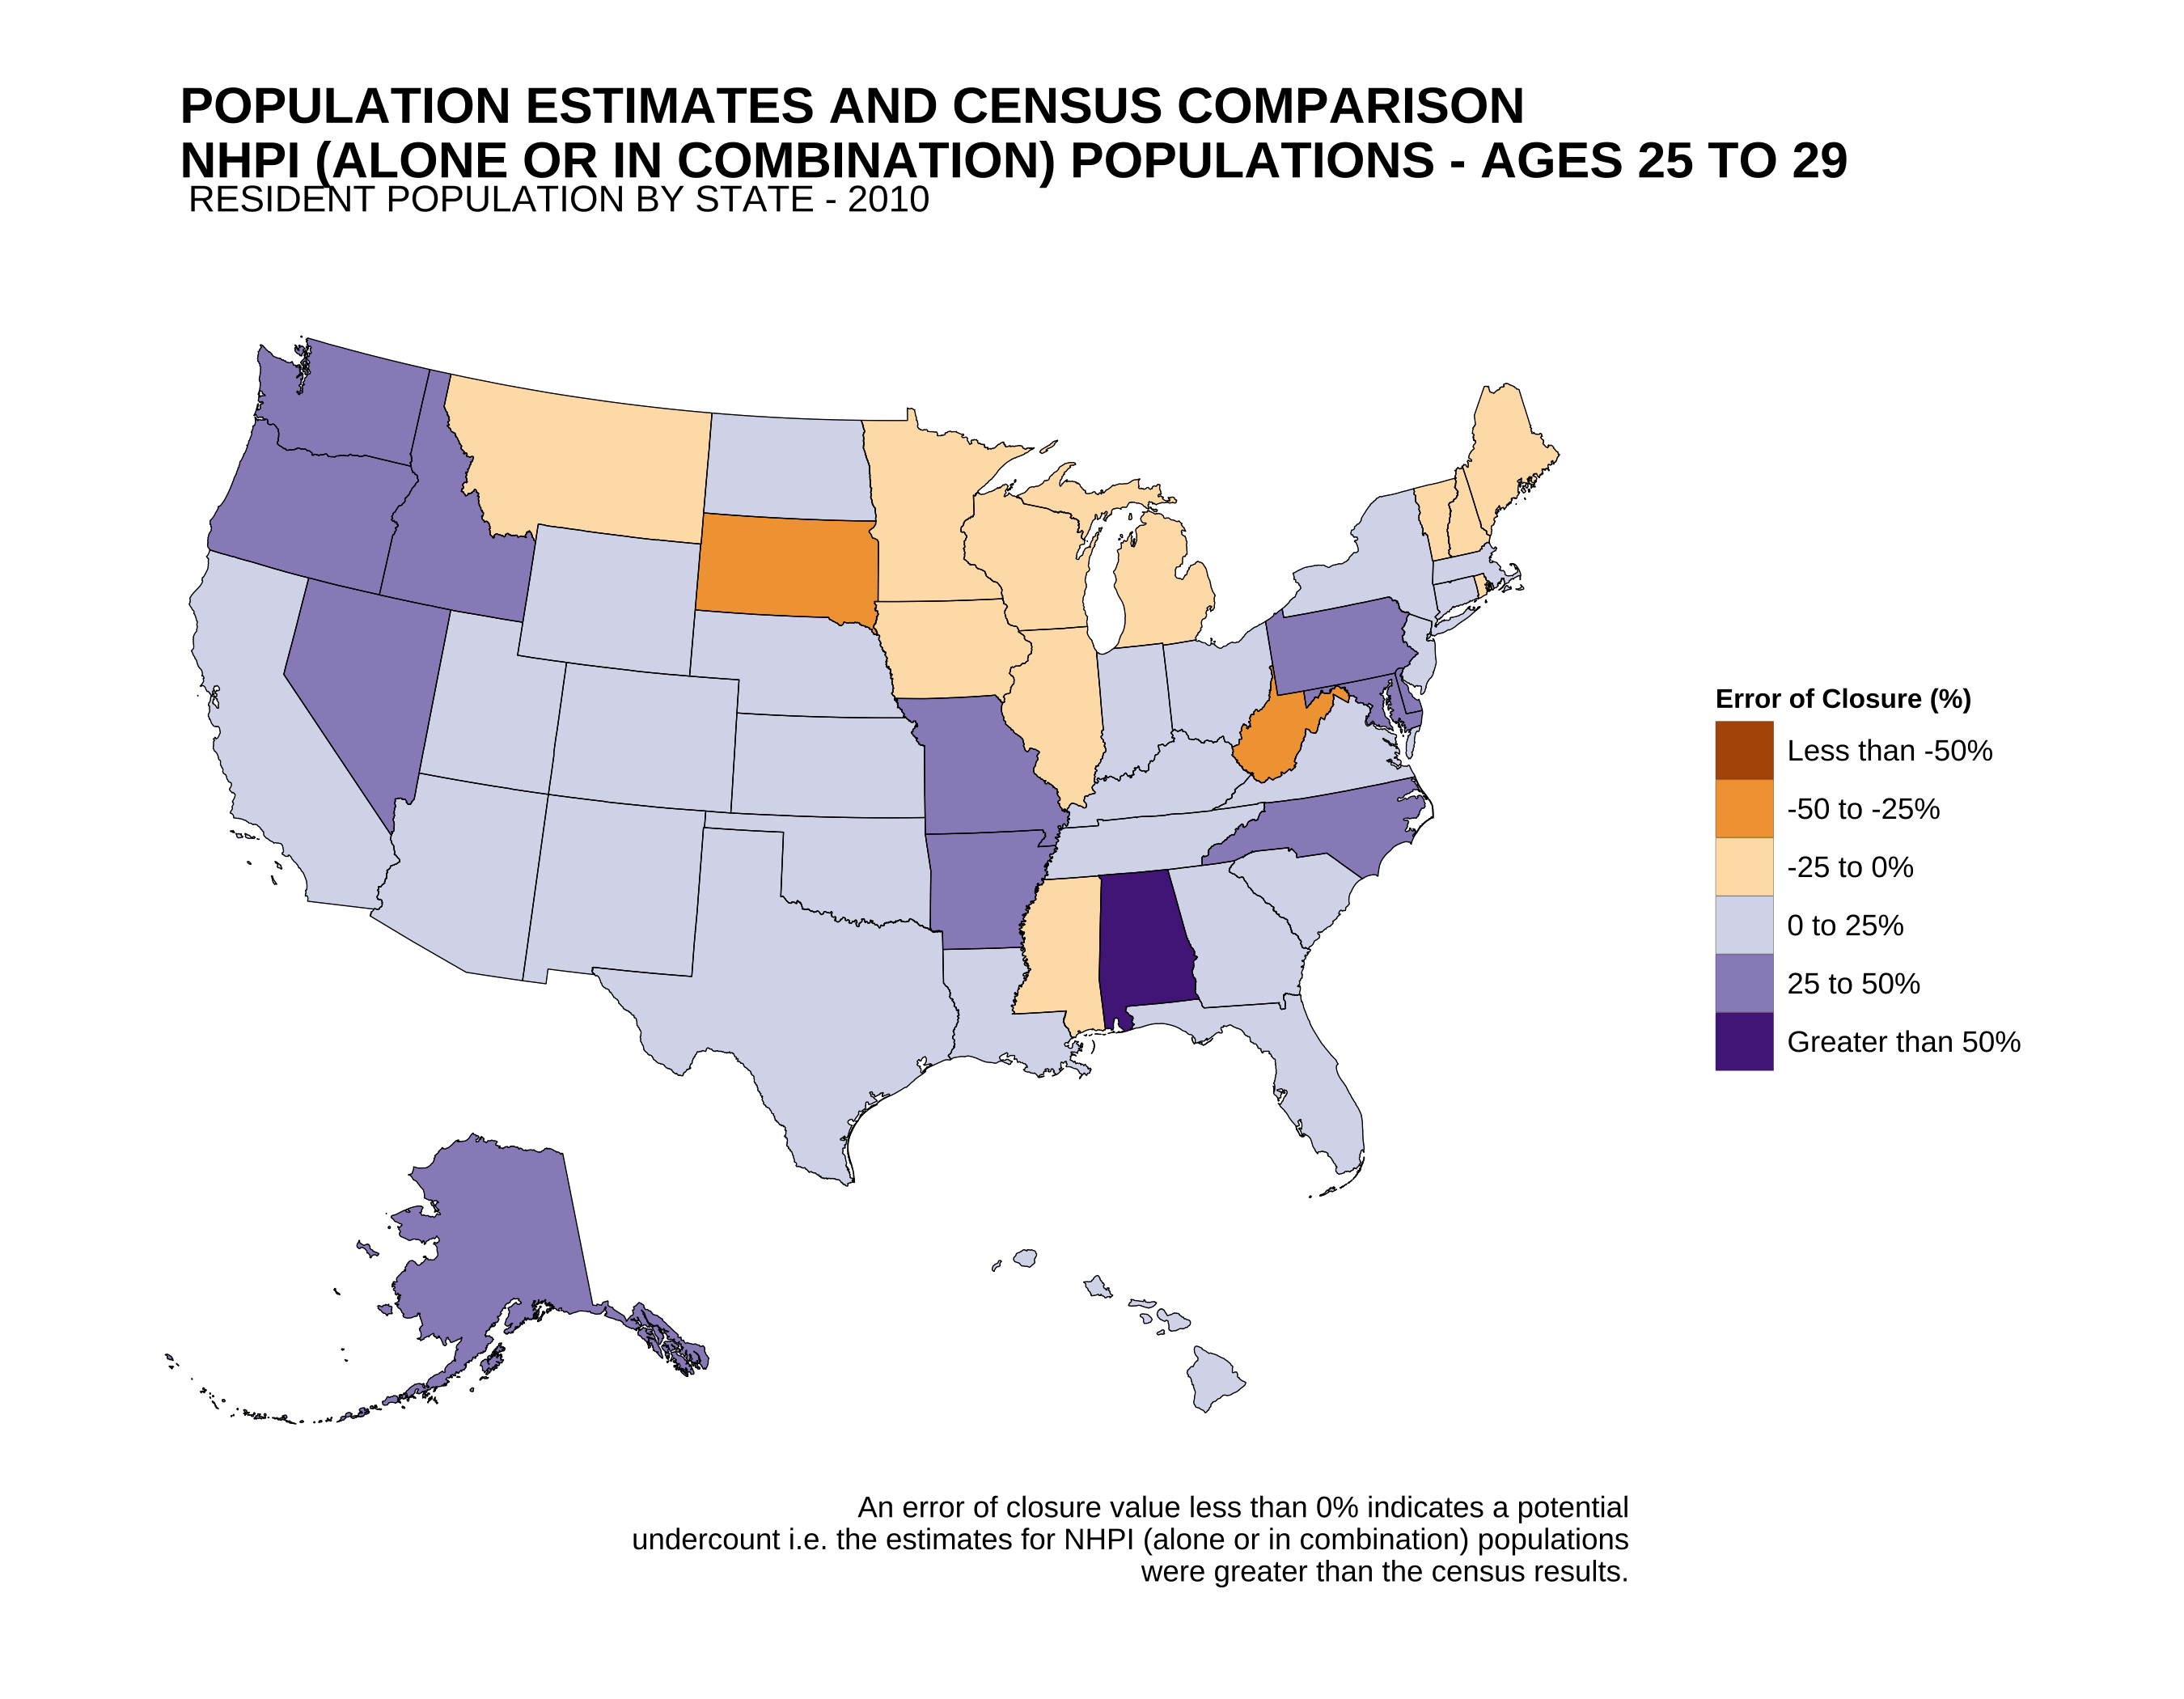 POPULATION ESTIMATES AND CENSUS COMPARISON
NHPI (ALONE OR IN COMBINATION) POPULATIONS - AGES 25 TO 29
RESIDENT POPULATION BY STATE - 2010
Error of Closure (%)
Less than -50%
-50 to -25%
-25 to 0%
0 to 25%
25 to 50%
Greater than 50%
An error of closure value less than 0% indicates a potential
undercount i.e. the estimates for NHPI (alone or in combination) populations
were greater than the census results.